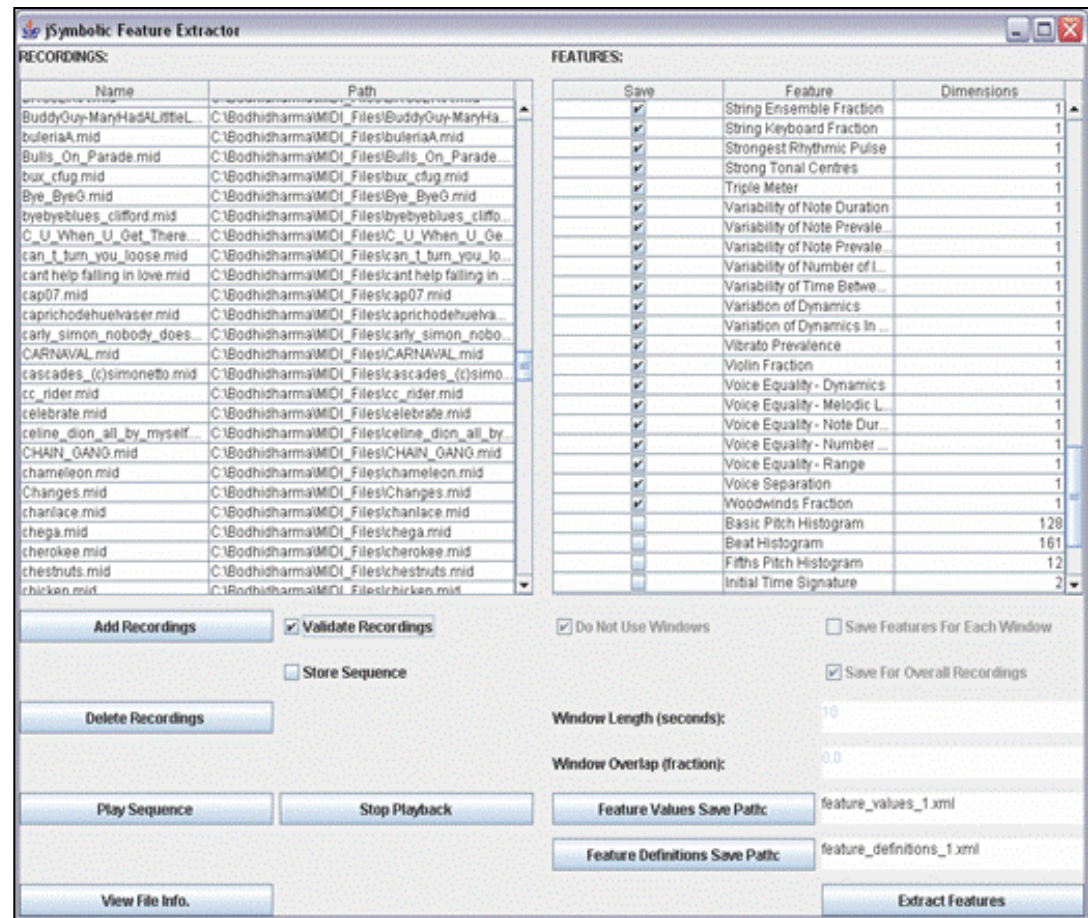 jSymbolic Feature Extractor
RECORDINGS:
Name Path
BuddyGuy-MaryHadALittleL... C:\Bodhidharma\MIDI_Files\BuddyGuy-MaryHa...
buleriaA.mid C:\Bodhidharma\MIDI_Files\buleriaA.mid
Bulls_On_Parade.mid C:\Bodhidharma\MIDI_Files\Bulls_On_Parade....
bux_cfug.mid C:\Bodhidharma\MIDI_Files\bux_cfug.mid
Bye_ByeG.mid C:\Bodhidharma\MIDI_Files\Bye_ByeG.mid
byebyeblues_clifford.mid C:\Bodhidharma\MIDI_Files\byebyeblues_cliffo...
C_U_When_U_Get_There.... C:\Bodhidharma\MIDI_Files\C_U_When_U_Ge...
can_t_turn_you_loose.mid C:\Bodhidharma\MIDI_Files\can_t_turn_you_lo...
cant help falling in love.mid C:\Bodhidharma\MIDI_Files\cant help falling in ...
cap07.mid C:\Bodhidharma\MIDI_Files\cap07.mid
caprichodehuelvaser.mid C:\Bodhidharma\MIDI_Files\caprichodehuelva...
carly_simon_nobody_does... C:\Bodhidharma\MIDI_Files\carly_simon_nobo...
CARNAVAL.mid C:\Bodhidharma\MIDI_Files\CARNAVAL.mid
cascades_(c)simonetto.mid C:\Bodhidharma\MIDI_Files\cascades_(c)simo...
cc_rider.mid C:\Bodhidharma\MIDI_Files\cc_rider.mid
celebrate.mid C:\Bodhidharma\MIDI_Files\celebrate.mid
celine_dion_all_by_myself.... C:\Bodhidharma\MIDI_Files\celine_dion_all_by...
CHAIN_GANG.mid C:\Bodhidharma\MIDI_Files\CHAIN_GANG.mid
chameleon.mid C:\Bodhidharma\MIDI_Files\chameleon.mid
Changes.mid C:\Bodhidharma\MIDI_Files\Changes.mid
chanlace.mid C:\Bodhidharma\MIDI_Files\chanlace.mid
chega.mid C:\Bodhidharma\MIDI_Files\chega.mid
cherokee.mid C:\Bodhidharma\MIDI_Files\cherokee.mid
chestnuts.mid C:\Bodhidharma\MIDI_Files\chestnuts.mid
chicken.mid C:\Bodhidharma\MIDI_Files\chicken.mid
FEATURES:
Save Feature Dimensions
String Ensemble Fraction 1
String Keyboard Fraction 1
Strongest Rhythmic Pulse 1
Strong Tonal Centres 1
Triple Meter 1
Variability of Note Duration 1
Variability of Note Prevale... 1
Variability of Note Prevale... 1
Variability of Number of I... 1
Variability of Time Betwe... 1
Variation of Dynamics 1
Variation of Dynamics In ... 1
Vibrato Prevalence 1
Violin Fraction 1
Voice Equality - Dynamics 1
Voice Equality - Melodic L... 1
Voice Equality - Note Dur... 1
Voice Equality - Number ... 1
Voice Equality - Range 1
Voice Separation 1
Woodwinds Fraction 1
Basic Pitch Histogram 128
Beat Histogram 161
Fifths Pitch Histogram 12
Initial Time Signature 2
Add Recordings Validate Recordings Do Not Use Windows Save Features For Each Window
Store Sequence Save For Overall Recordings
Delete Recordings Window Length (seconds): 10
Window Overlap (fraction): 0.0
Play Sequence Stop Playback Feature Values Save Path: feature_values_1.xml
Feature Definitions Save Path: feature_definitions_1.xml
View File Info. Extract Features